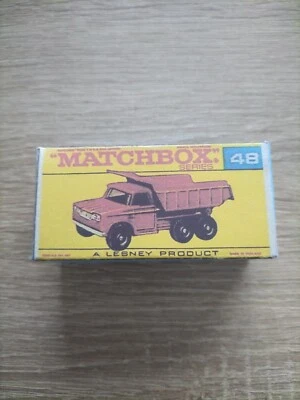 "MATCHBOX"
SERIES
48
A LESNEY PRODUCT